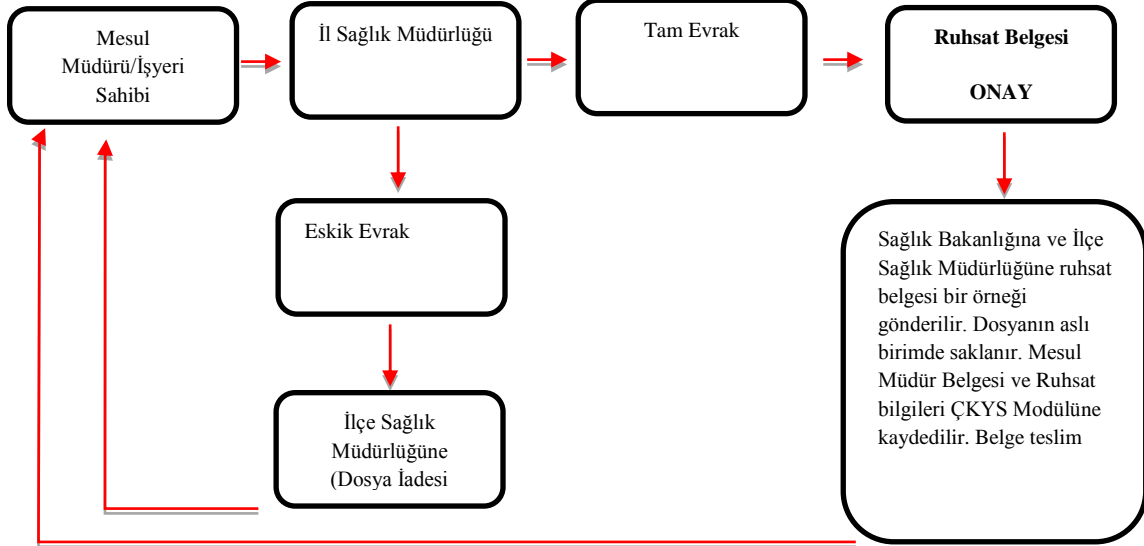 Mesul
Müdürü/İşyeri
Sahibi
İl Sağlık Müdürlüğü
Tam Evrak
Ruhsat Belgesi
ONAY
Eskik Evrak
İlçe Sağlık
Müdürlüğüne
(Dosya İadesi
Sağlık Bakanlığına ve İlçe
Sağlık Müdürlüğüne ruhsat
belgesi bir örneği
gönderilir. Dosyanın aslı
birimde saklanır. Mesul
Müdür Belgesi ve Ruhsat
bilgileri ÇKYS Modülüne
kaydedilir. Belge teslim